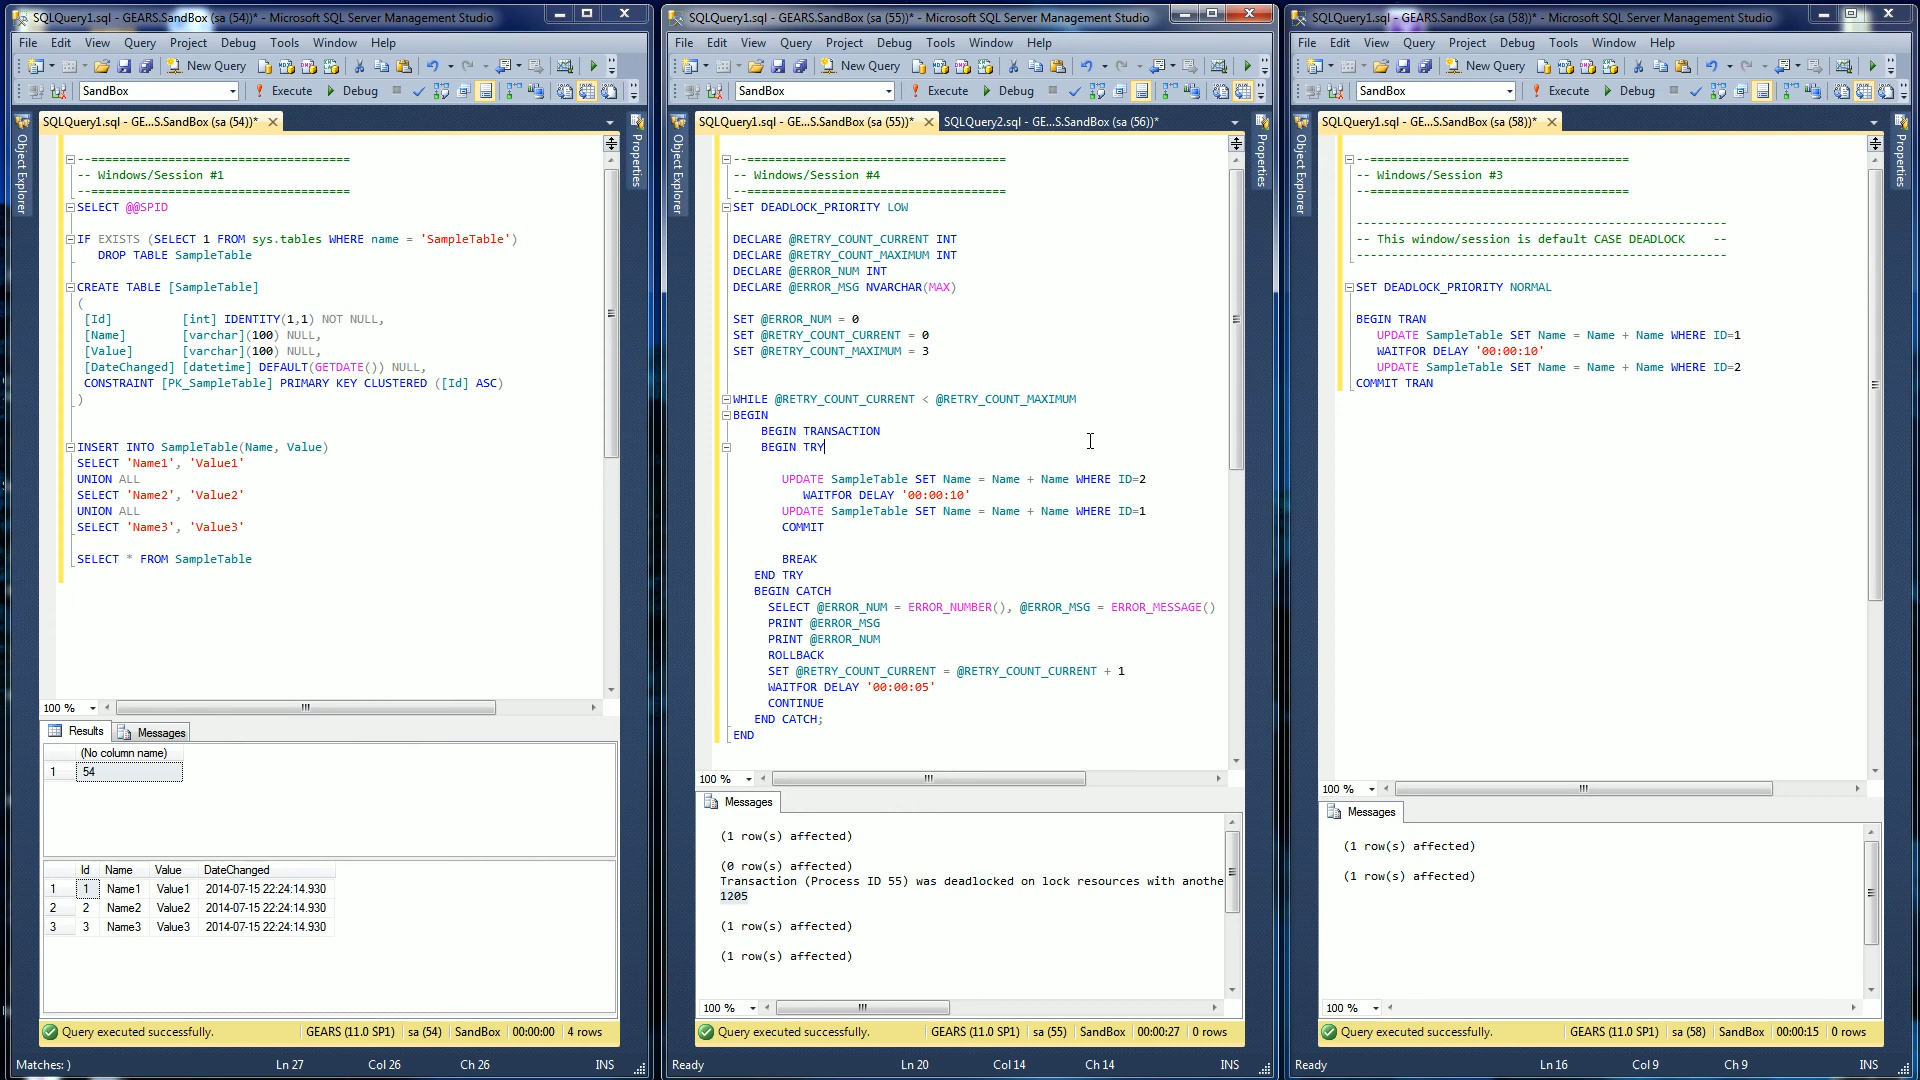 SQLQuery1.sql - GEARS.SandBox (sa (54))* - Microsoft SQL Server Management Studio
File Edit View Query Project Debug Tools Window Help
New Query
SandBox Execute Debug
SQLQuery1.sql - GE...S.SandBox (sa (54))*
Object Explorer
Properties
--=====================================
-- Windows/Session #1
--=====================================
SELECT @@SPID
IF EXISTS (SELECT 1 FROM sys.tables WHERE name = 'SampleTable')
DROP TABLE SampleTable
CREATE TABLE [SampleTable]
(
[Id] [int] IDENTITY(1,1) NOT NULL,
[Name] [varchar](100) NULL,
[Value] [varchar](100) NULL,
[DateChanged] [datetime] DEFAULT(GETDATE()) NULL,
CONSTRAINT [PK_SampleTable] PRIMARY KEY CLUSTERED ([Id] ASC)
)
INSERT INTO SampleTable(Name, Value)
SELECT 'Name1', 'Value1'
UNION ALL
SELECT 'Name2', 'Value2'
UNION ALL
SELECT 'Name3', 'Value3'
SELECT * FROM SampleTable
100 %
Results Messages
(No column name)
1 54
Id Name Value DateChanged
1 1 Name1 Value1 2014-07-15 22:24:14.930
2 2 Name2 Value2 2014-07-15 22:24:14.930
3 3 Name3 Value3 2014-07-15 22:24:14.930
Query executed successfully. GEARS (11.0 SP1) sa (54) SandBox 00:00:00 4 rows
Matches: ) Ln 27 Col 26 Ch 26 INS
SQLQuery1.sql - GEARS.SandBox (sa (55))* - Microsoft SQL Server Management Studio
File Edit View Query Project Debug Tools Window Help
New Query
SandBox Execute Debug
SQLQuery1.sql - GE...S.SandBox (sa (55))* SQLQuery2.sql - GE...S.SandBox (sa (56))*
Object Explorer
Properties
--=====================================
-- Windows/Session #4
--=====================================
SET DEADLOCK_PRIORITY LOW
DECLARE @RETRY_COUNT_CURRENT INT
DECLARE @RETRY_COUNT_MAXIMUM INT
DECLARE @ERROR_NUM INT
DECLARE @ERROR_MSG NVARCHAR(MAX)
SET @ERROR_NUM = 0
SET @RETRY_COUNT_CURRENT = 0
SET @RETRY_COUNT_MAXIMUM = 3
WHILE @RETRY_COUNT_CURRENT < @RETRY_COUNT_MAXIMUM
BEGIN
BEGIN TRANSACTION
BEGIN TRY
UPDATE SampleTable SET Name = Name + Name WHERE ID=2
WAITFOR DELAY '00:00:10'
UPDATE SampleTable SET Name = Name + Name WHERE ID=1
COMMIT
BREAK
END TRY
BEGIN CATCH
SELECT @ERROR_NUM = ERROR_NUMBER(), @ERROR_MSG = ERROR_MESSAGE()
PRINT @ERROR_MSG
PRINT @ERROR_NUM
ROLLBACK
SET @RETRY_COUNT_CURRENT = @RETRY_COUNT_CURRENT + 1
WAITFOR DELAY '00:00:05'
CONTINUE
END CATCH;
END
100 %
Messages
(1 row(s) affected)
(0 row(s) affected)
Transaction (Process ID 55) was deadlocked on lock resources with anothe
1205
(1 row(s) affected)
(1 row(s) affected)
100 %
Query executed successfully. GEARS (11.0 SP1) sa (55) SandBox 00:00:27 0 rows
Ready Ln 20 Col 14 Ch 14 INS
SQLQuery1.sql - GEARS.SandBox (sa (58))* - Microsoft SQL Server Management Studio
File Edit View Query Project Debug Tools Window Help
New Query
SandBox Execute Debug
SQLQuery1.sql - GE...S.SandBox (sa (58))*
Object Explorer
Properties
--=====================================
-- Windows/Session #3
--=====================================
-----------------------------------------------------
-- This window/session is default CASE DEADLOCK --
-----------------------------------------------------
SET DEADLOCK_PRIORITY NORMAL
BEGIN TRAN
UPDATE SampleTable SET Name = Name + Name WHERE ID=1
WAITFOR DELAY '00:00:10'
UPDATE SampleTable SET Name = Name + Name WHERE ID=2
COMMIT TRAN
100 %
Messages
(1 row(s) affected)
(1 row(s) affected)
100 %
Query executed successfully. GEARS (11.0 SP1) sa (58) SandBox 00:00:15 0 rows
Ready Ln 16 Col 9 Ch 9 INS